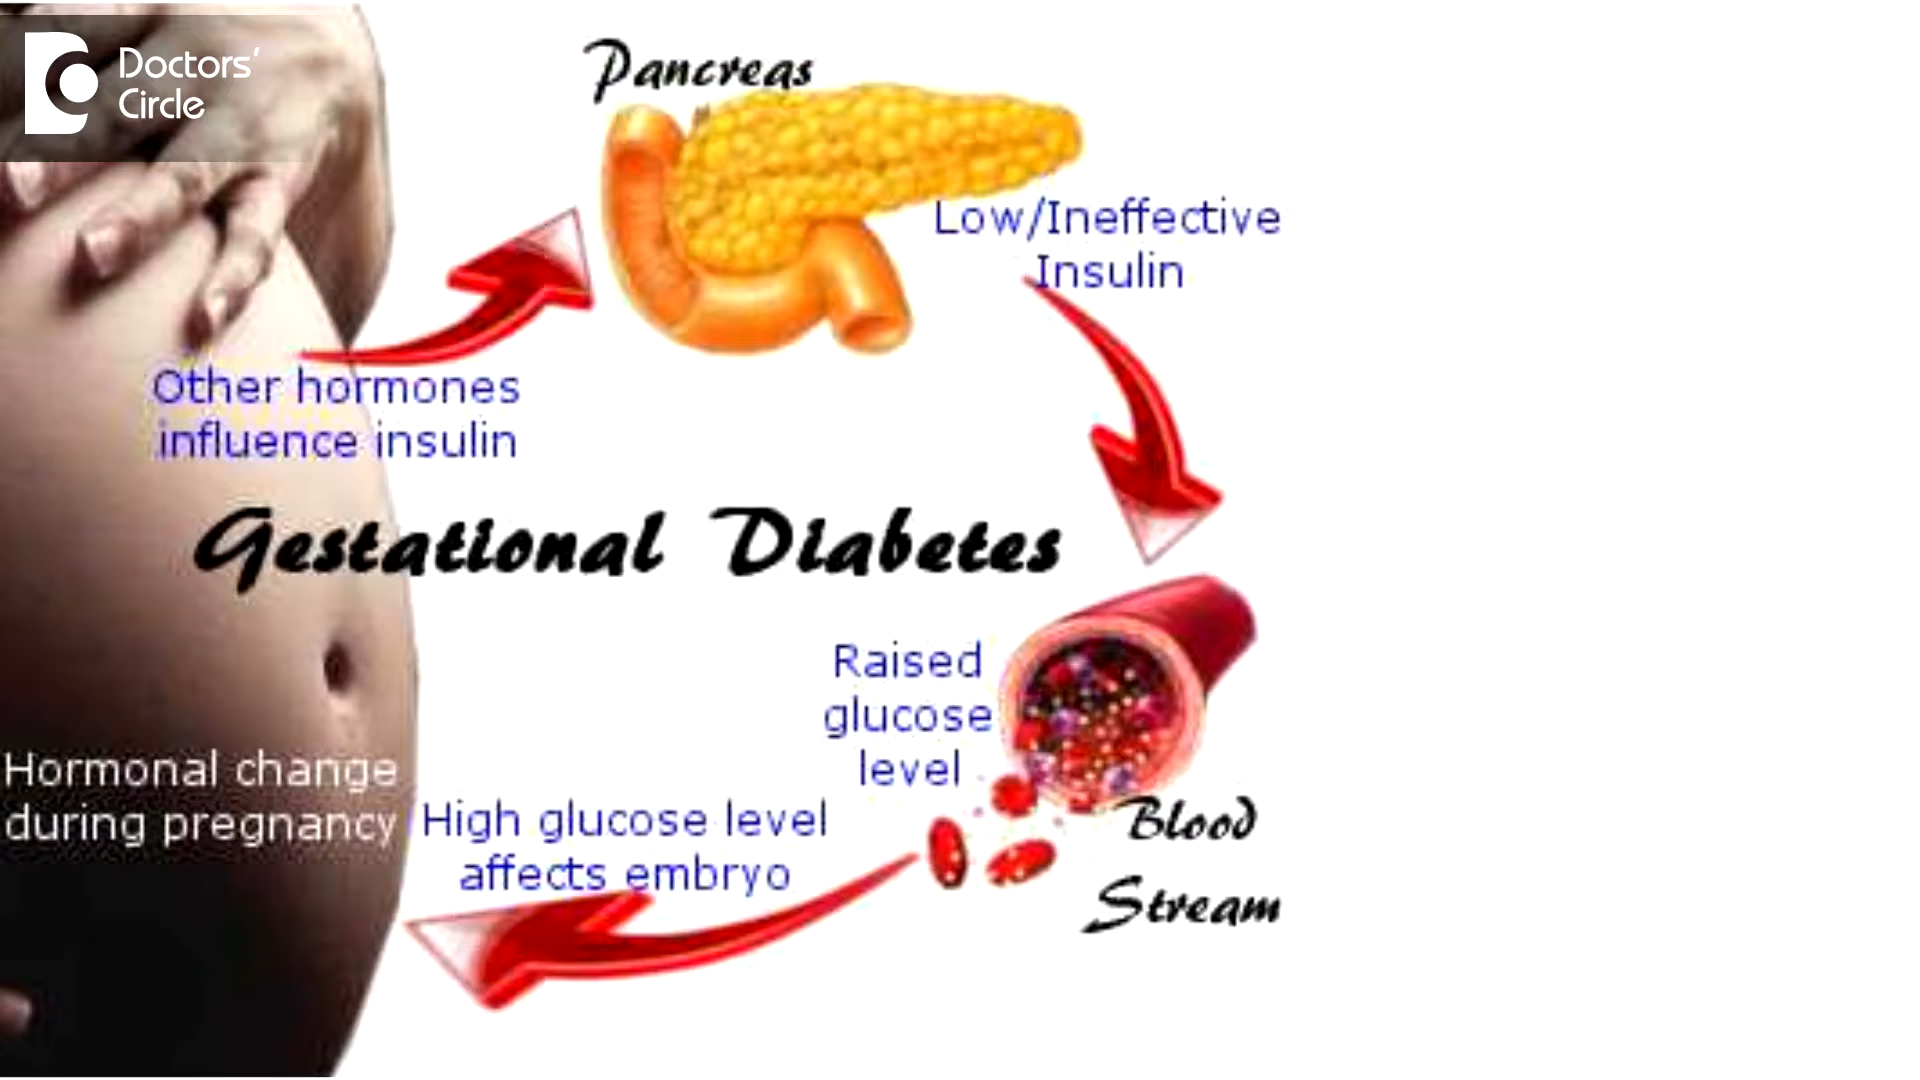 Doctors'
Circle
Pancreas
Low/Ineffective
Insulin
Other hormones
influence insulin
Gestational Diabetes
Raised
glucose
level
Hormonal change
during pregnancy
High glucose level
affects embryo
Blood
Stream